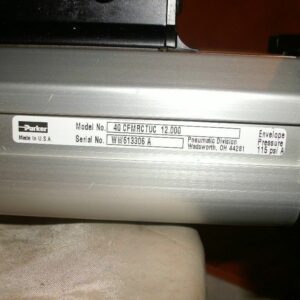 Parker
Made In U.S.A
Model No. 40 CFMRCTUC 12.000
Serial No. WW613306 A
Pneumatic Division
Wadsworth, OH 44281
Envelope
Pressure
115 psi A